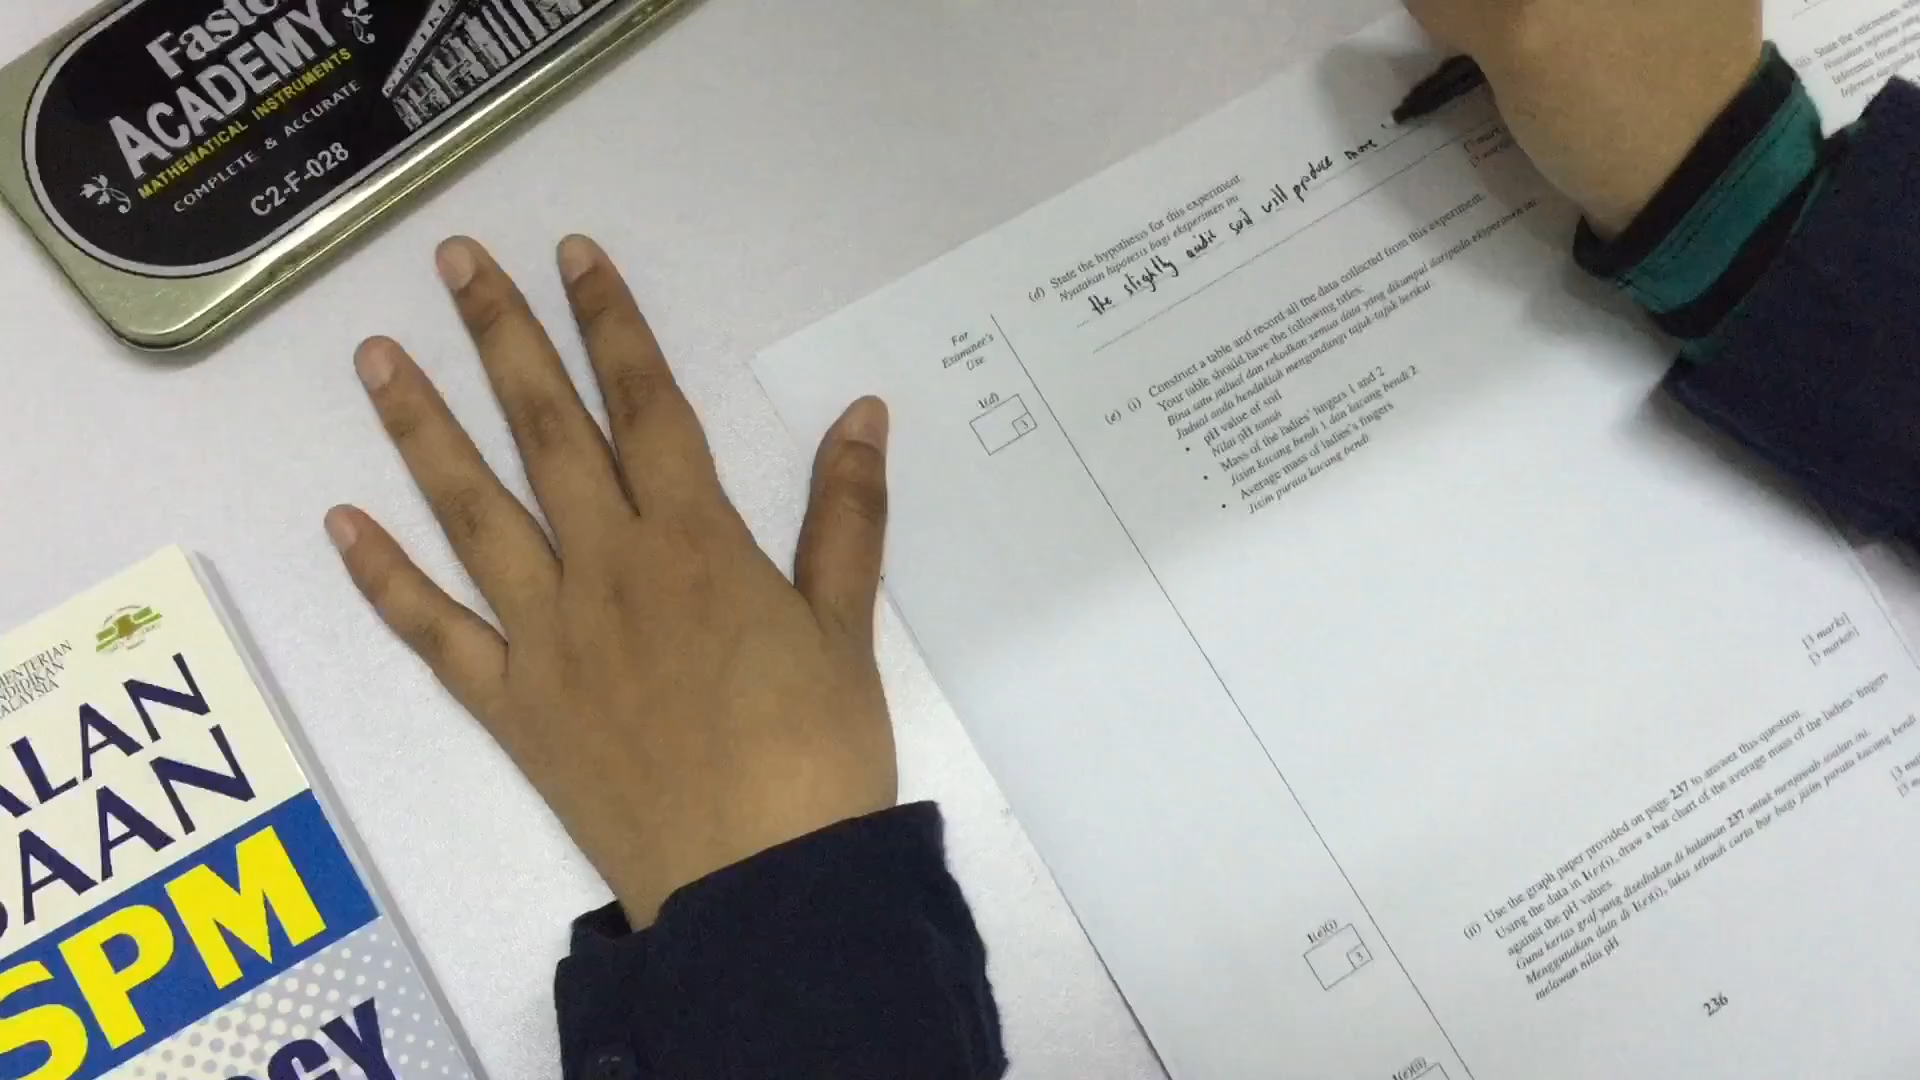 Faste
ACADEMY
MATHEMATICAL INSTRUMENTS
COMPLETE & ACCURATE
C2-F-028
MALAYSIA
ALAN
AAN
SPM
OGY
For
Examiner's
Use
1(d)
3
(d) State the hypothesis for this experiment.
Nyatakan hipotesis bagi eksperimen ini
the slightly acidic soil will produce more
(e) (i) Construct a table and record all the data collected from this experiment.
Your table should have the following titles:
Bina satu jadual dan rekodkan semua data yang dikumpul daripada eksperimen ini.
Jadual anda hendaklah mengandungi tajuk-tajuk berikut
• pH value of soil
Nilai pH tanah
• Mass of the ladies' fingers 1 and 2
Jisim kacang bendi 1 dan kacang bendi 2
• Average mass of ladies's fingers
Jisim purata kacang bendi
[3 marks]
[3 markah]
1(e)(i)
3
(ii) Use the graph paper provided on page 237 to answer this question.
Using the data in 1(e)(i), draw a bar chart of the average mass of the ladies' fingers
against the pH values.
Guna kertas graf yang disediakan di halaman 237 untuk menjawab soalan ini.
Menggunakan data di 1(e)(i), lukis sebuah carta bar bagi jisim purata kacang bendi
melawan nilai pH
236
1(e)(ii)